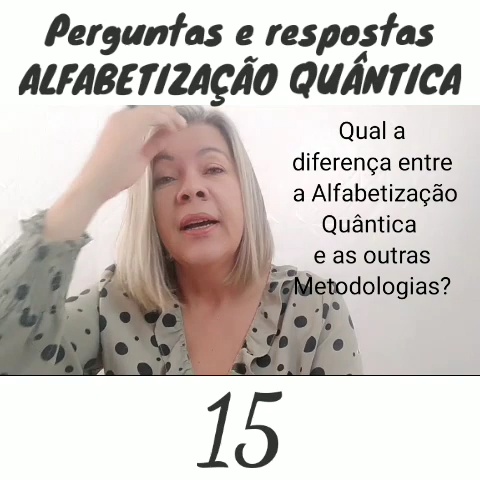 Perguntas e respostas
ALFABETIZAÇÃO QUÂNTICA
Qual a
diferença entre
a Alfabetização
Quântica
e as outras
Metodologias?
15